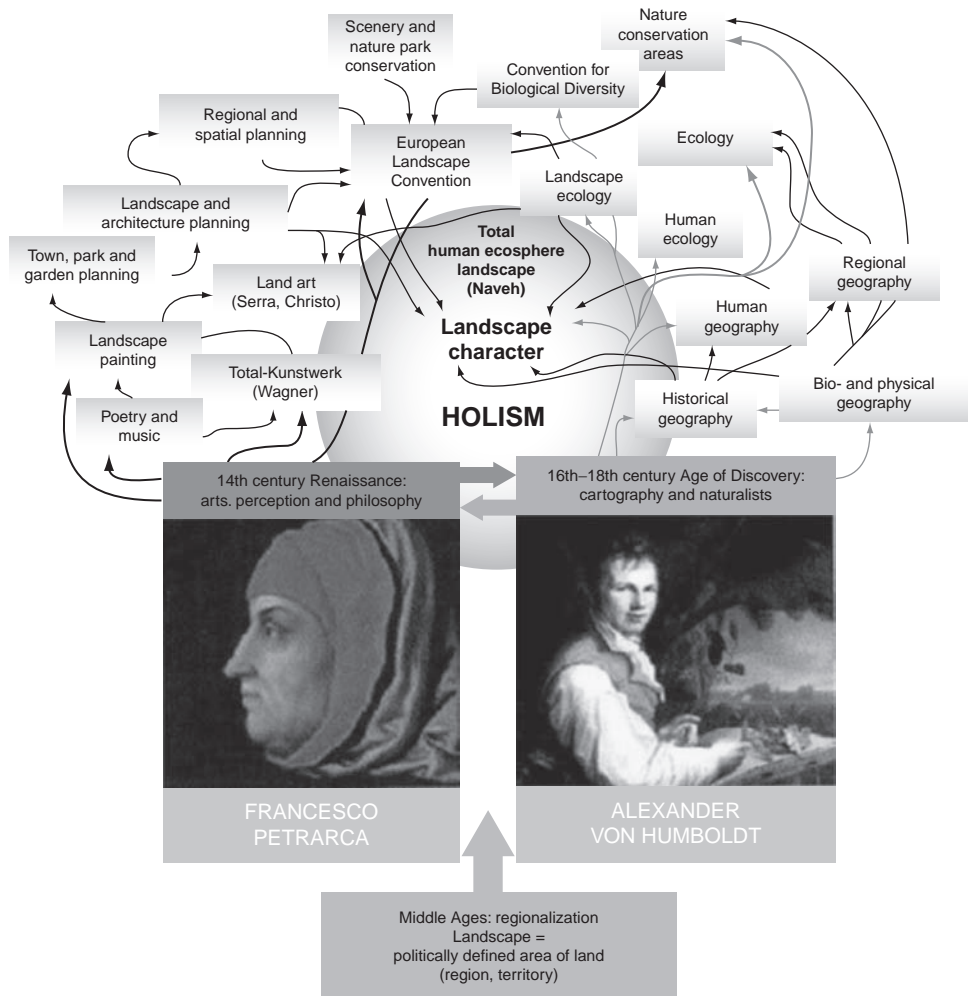 Scenery and
nature park
conservation
Nature
conservation
areas
Convention for
Biological Diversity
Regional and
spatial planning
European
Landscape
Convention
Ecology
Landscape
ecology
Landscape and
architecture planning
Human
ecology
Total
human ecosphere
landscape
(Naveh)
Town, park and
garden planning
Regional
geography
Land art
(Serra, Christo)
Human
geography
Landscape
character
Landscape
painting
Total-Kunstwerk
(Wagner)
Bio- and physical
geography
Historical
geography
Poetry and
music
HOLISM
14th century Renaissance:
arts. perception and philosophy
16th–18th century Age of Discovery:
cartography and naturalists
FRANCESCO
PETRARCA
ALEXANDER
VON HUMBOLDT
Middle Ages: regionalization
Landscape =
politically defined area of land
(region, territory)